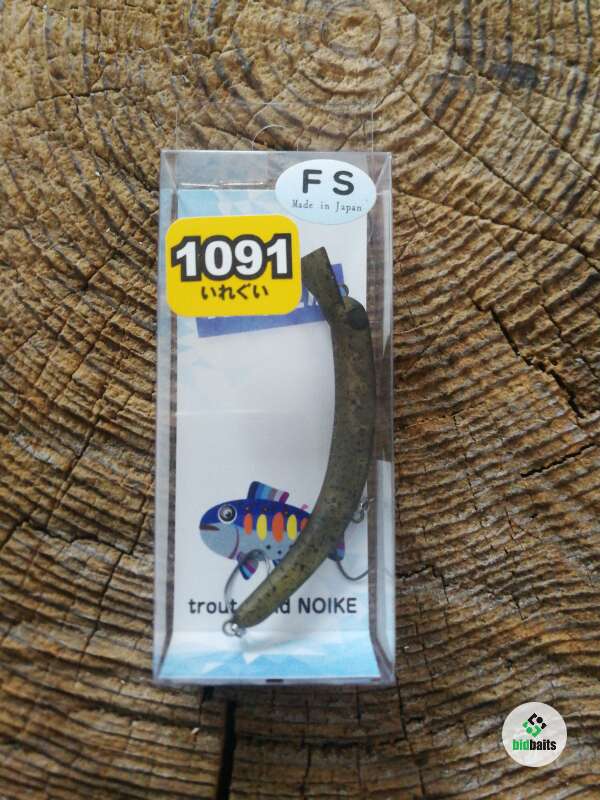 FS
Made in Japan
1091
いれぐい
trout
NOIKE
bidbaits